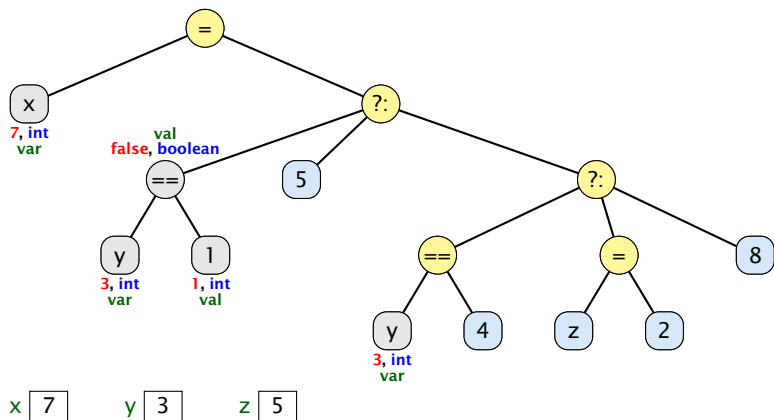 =
x
7, int
var
?:
val
false, boolean
==
5
?:
y
3, int
var
1
1, int
val
==
=
8
y
3, int
var
4
z
2
x 7 y 3 z 5